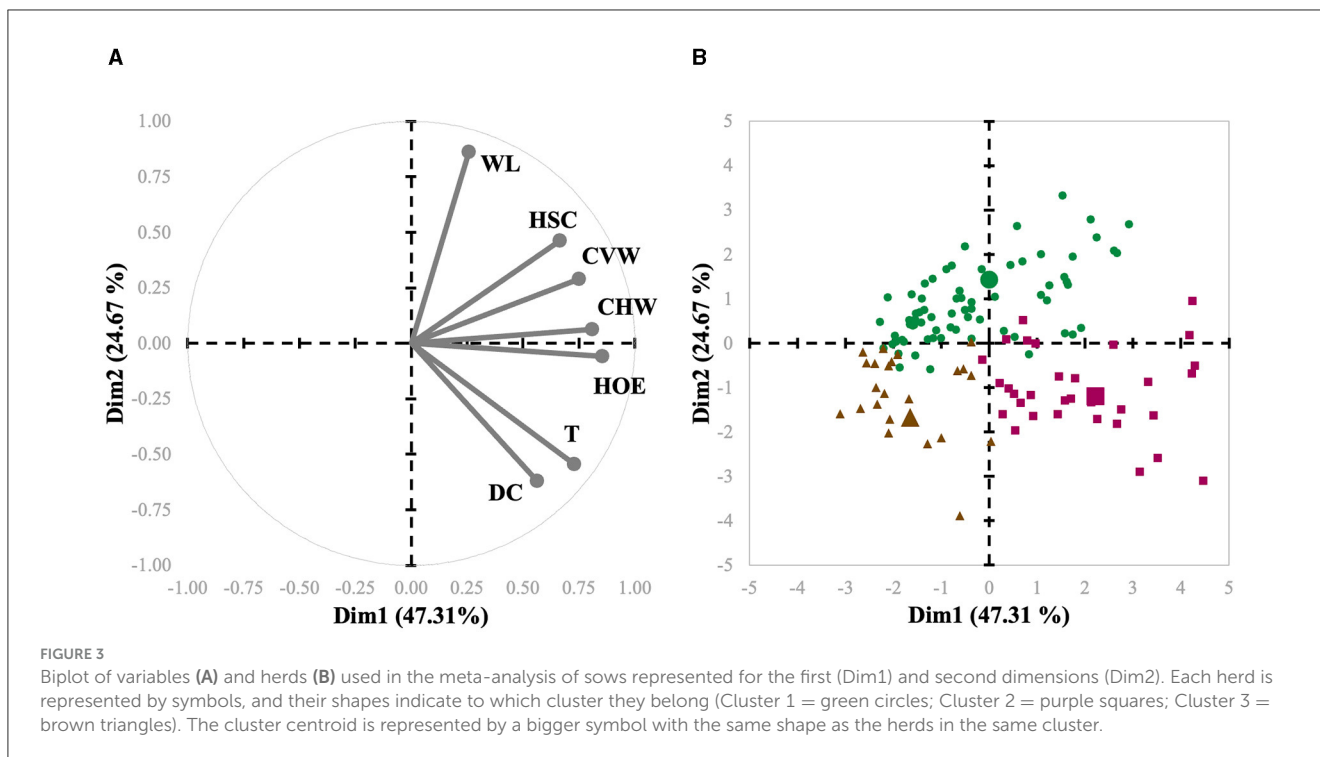 A
B
1.00
0.75
0.50
0.25
0.00
-0.25
-0.50
-0.75
-1.00
Dim2 (24.67 %)
WL
HSC
CVW
CHW
HOE
T
DC
-1.00 -0.75 -0.50 -0.25 0.00 0.25 0.50 0.75 1.00
Dim1 (47.31%)
5
4
3
2
1
0
-1
-2
-3
-4
-5
Dim2 (24.67 %)
-5 -4 -3 -2 -1 0 1 2 3 4 5
Dim1 (47.31 %)
FIGURE 3
Biplot of variables (A) and herds (B) used in the meta-analysis of sows represented for the first (Dim1) and second dimensions (Dim2). Each herd is
represented by symbols, and their shapes indicate to which cluster they belong (Cluster 1 = green circles; Cluster 2 = purple squares; Cluster 3 =
brown triangles). The cluster centroid is represented by a bigger symbol with the same shape as the herds in the same cluster.